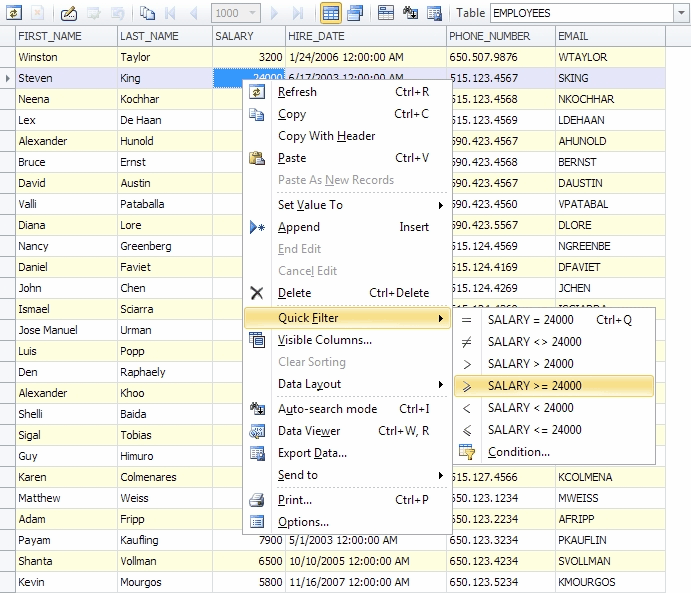 1000 Table EMPLOYEES
FIRST_NAME LAST_NAME SALARY HIRE_DATE PHONE_NUMBER EMAIL
Winston Taylor 3200 1/24/2006 12:00:00 AM 650.507.9876 WTAYLOR
Steven King 24000 6/17/2003 12:00:00 AM 515.123.4567 SKING
Neena Kochhar 515.123.4568 NKOCHHAR
Lex De Haan 515.123.4569 LDEHAAN
Alexander Hunold 590.423.4567 AHUNOLD
Bruce Ernst 590.423.4568 BERNST
David Austin 590.423.4569 DAUSTIN
Valli Pataballa 590.423.4560 VPATABAL
Diana Lore 590.423.5567 DLORE
Nancy Greenberg 515.124.4569 NGREENBE
Daniel Faviet 515.124.4169 DFAVIET
John Chen 515.124.4269 JCHEN
Ismael Sciarra
Jose Manuel Urman
Luis Popp
Den Raphaely
Alexander Khoo
Shelli Baida
Sigal Tobias
Guy Himuro
Karen Colmenares 515.127.4566 KCOLMENA
Matthew Weiss 650.123.1234 MWEISS
Adam Fripp 650.123.2234 AFRIPP
Payam Kaufling 7900 5/1/2003 12:00:00 AM 650.123.3234 PKAUFLIN
Shanta Vollman 6500 10/10/2005 12:00:00 AM 650.123.4234 SVOLLMAN
Kevin Mourgos 5800 11/16/2007 12:00:00 AM 650.123.5234 KMOURGOS
Refresh Ctrl+R
Copy Ctrl+C
Copy With Header
Paste Ctrl+V
Paste As New Records
Set Value To
Append Insert
End Edit
Cancel Edit
Delete Ctrl+Delete
Quick Filter
Visible Columns...
Clear Sorting
Data Layout
Auto-search mode Ctrl+I
Data Viewer Ctrl+W, R
Export Data...
Send to
Print... Ctrl+P
Options...
= SALARY = 24000 Ctrl+Q
≠ SALARY <> 24000
> SALARY > 24000
⩾ SALARY >= 24000
< SALARY < 24000
⩽ SALARY <= 24000
Condition...